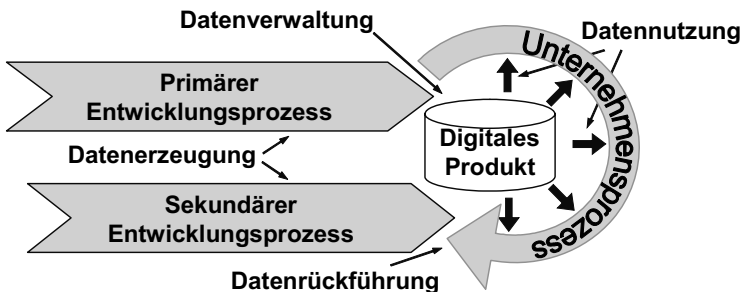 Datenverwaltung
Datennutzung
Unternehmensprozess
Primärer
Entwicklungsprozess
Digitales
Produkt
Datenerzeugung
Sekundärer
Entwicklungsprozess
Datenrückführung